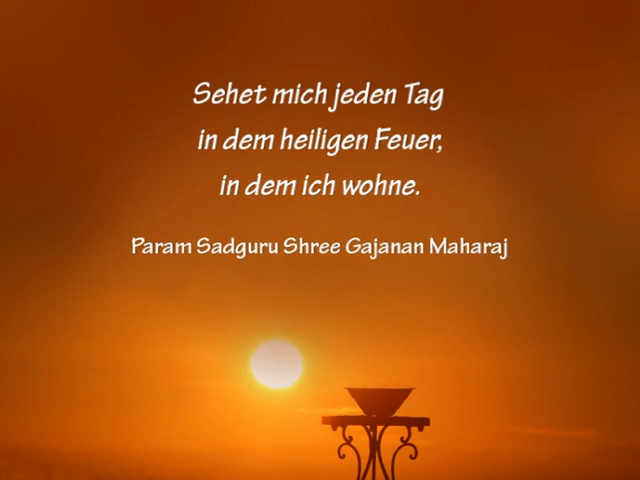 Sehet mich jeden Tag
in dem heiligen Feuer,
in dem ich wohne.
Param Sadguru Shree Gajanan Maharaj